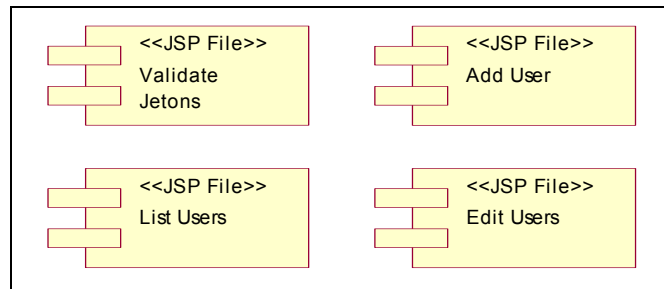 <<JSP File>>
Validate
Jetons
<<JSP File>>
Add User
<<JSP File>>
List Users
<<JSP File>>
Edit Users